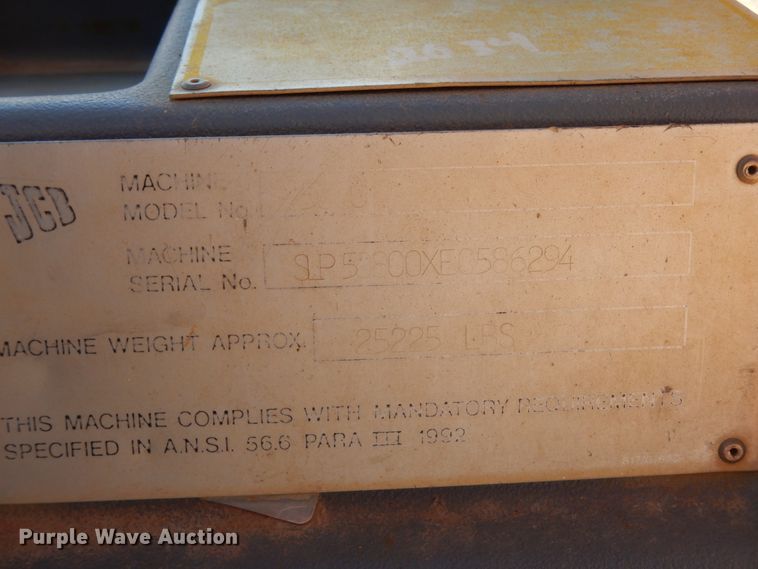 JCB
MACHINE
MODEL No.
MACHINE
SERIAL No.
MACHINE WEIGHT APPROX. 25225 LBS
THIS MACHINE COMPLIES WITH MANDATORY REQUIREMENTS
SPECIFIED IN A.N.S.I. 56.6 PARA III 1992
Purple Wave Auction